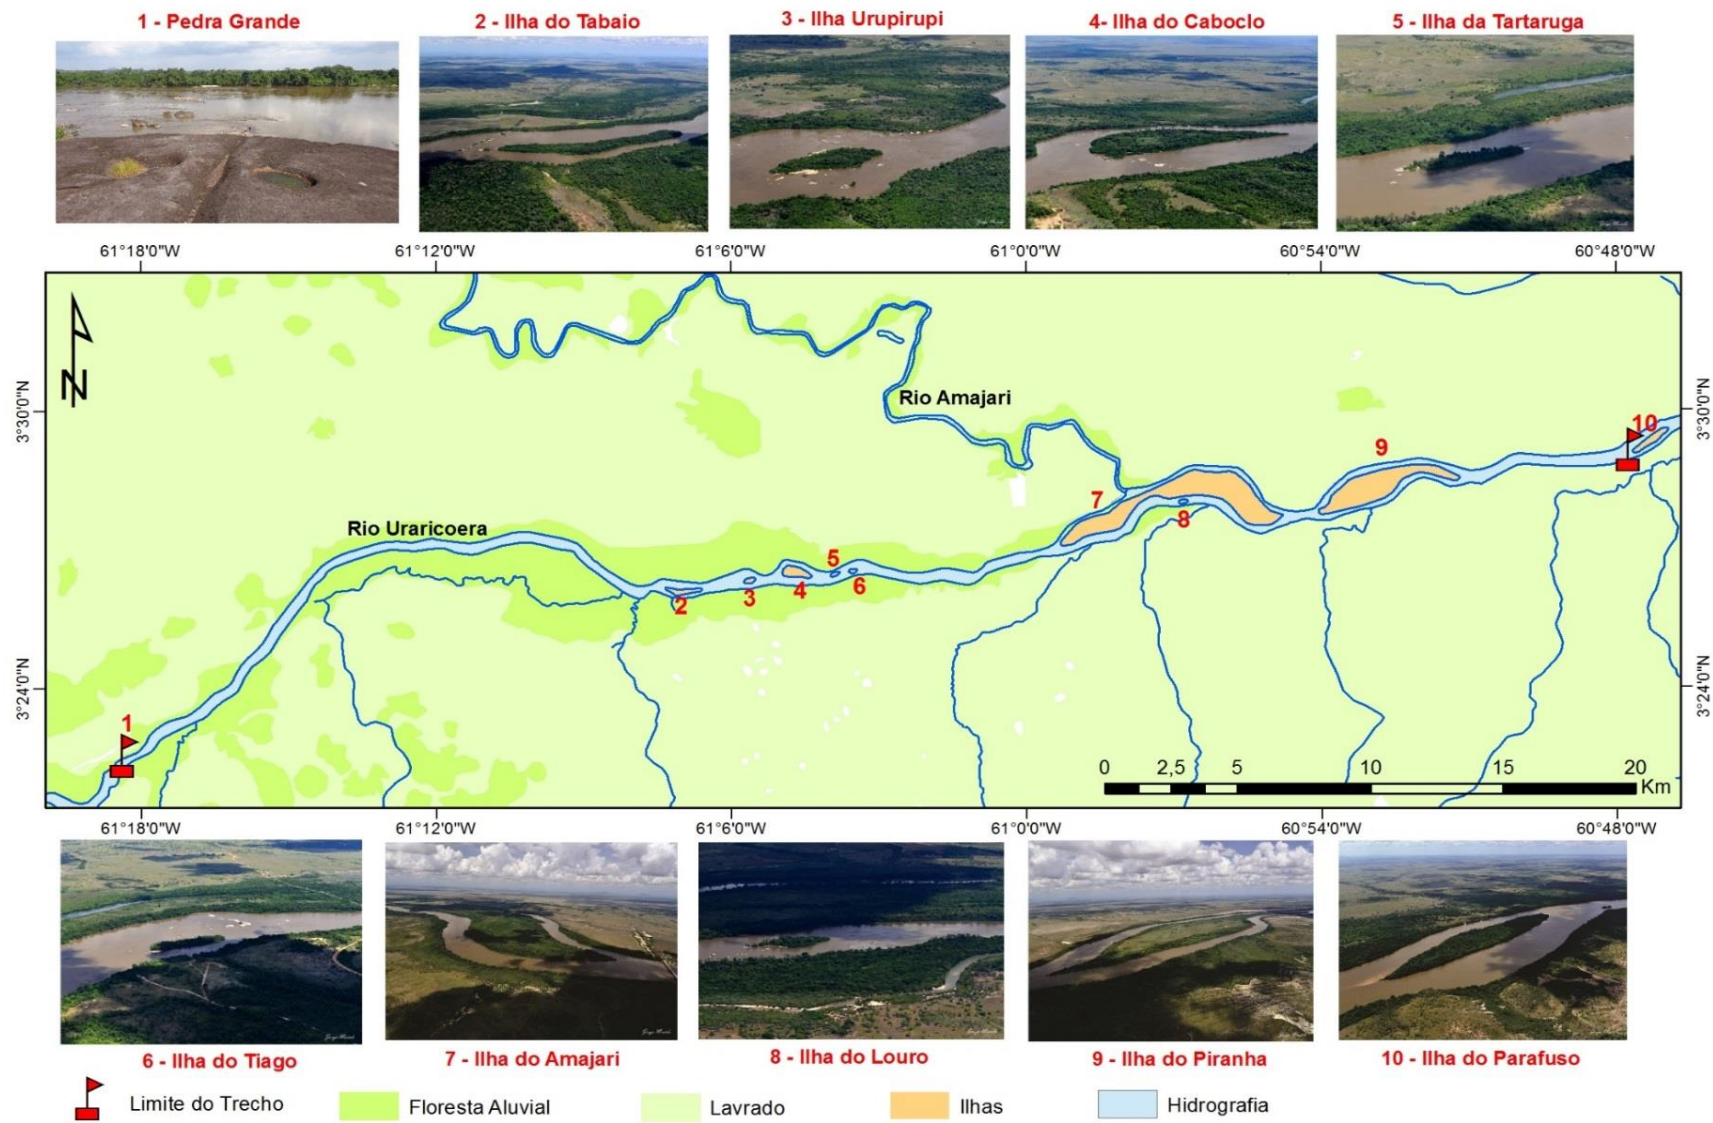 1 - Pedra Grande
2 - Ilha do Tabaio
3 - Ilha Urupirupi
4- Ilha do Caboclo
5 - Ilha da Tartaruga
61°18'0"W
61°12'0"W
61°6'0"W
61°0'0"W
60°54'0"W
60°48'0"W
N
3°30'0"N
3°30'0"N
Rio Amajari
10
9
7
8
Rio Uraricoera
5
2
3
4
6
3°24'0"N
3°24'0"N
1
0 2,5 5 10 15 20
Km
61°18'0"W
61°12'0"W
61°6'0"W
61°0'0"W
60°54'0"W
60°48'0"W
6 - Ilha do Tiago
7 - Ilha do Amajari
8 - Ilha do Louro
9 - Ilha do Piranha
10 - Ilha do Parafuso
Limite do Trecho
Floresta Aluvial
Lavrado
Ilhas
Hidrografia